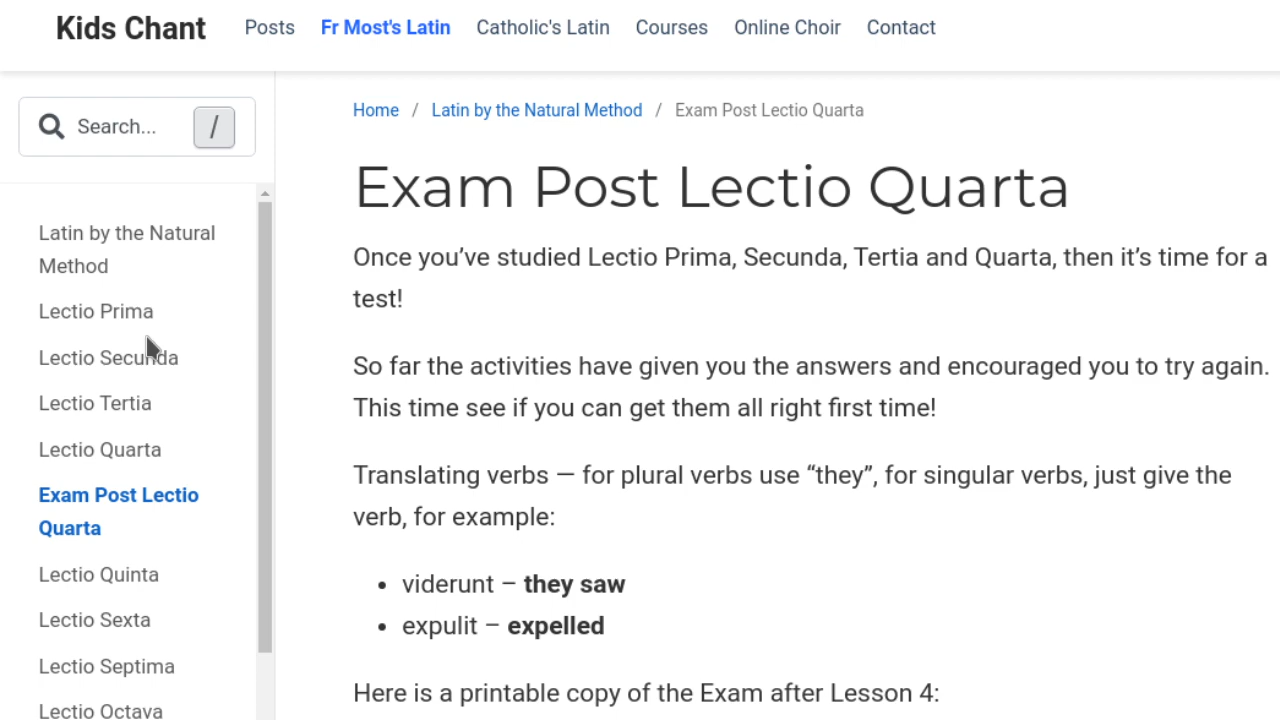 Kids Chant Posts Fr Most's Latin Catholic's Latin Courses Online Choir Contact
Search... /
Latin by the Natural
Method
Lectio Prima
Lectio Secunda
Lectio Tertia
Lectio Quarta
Exam Post Lectio
Quarta
Lectio Quinta
Lectio Sexta
Lectio Septima
Lectio Octava
Home / Latin by the Natural Method / Exam Post Lectio Quarta
Exam Post Lectio Quarta
Once you’ve studied Lectio Prima, Secunda, Tertia and Quarta, then it’s time for a
test!
So far the activities have given you the answers and encouraged you to try again.
This time see if you can get them all right first time!
Translating verbs — for plural verbs use “they”, for singular verbs, just give the
verb, for example:
• viderunt – they saw
• expulit – expelled
Here is a printable copy of the Exam after Lesson 4: